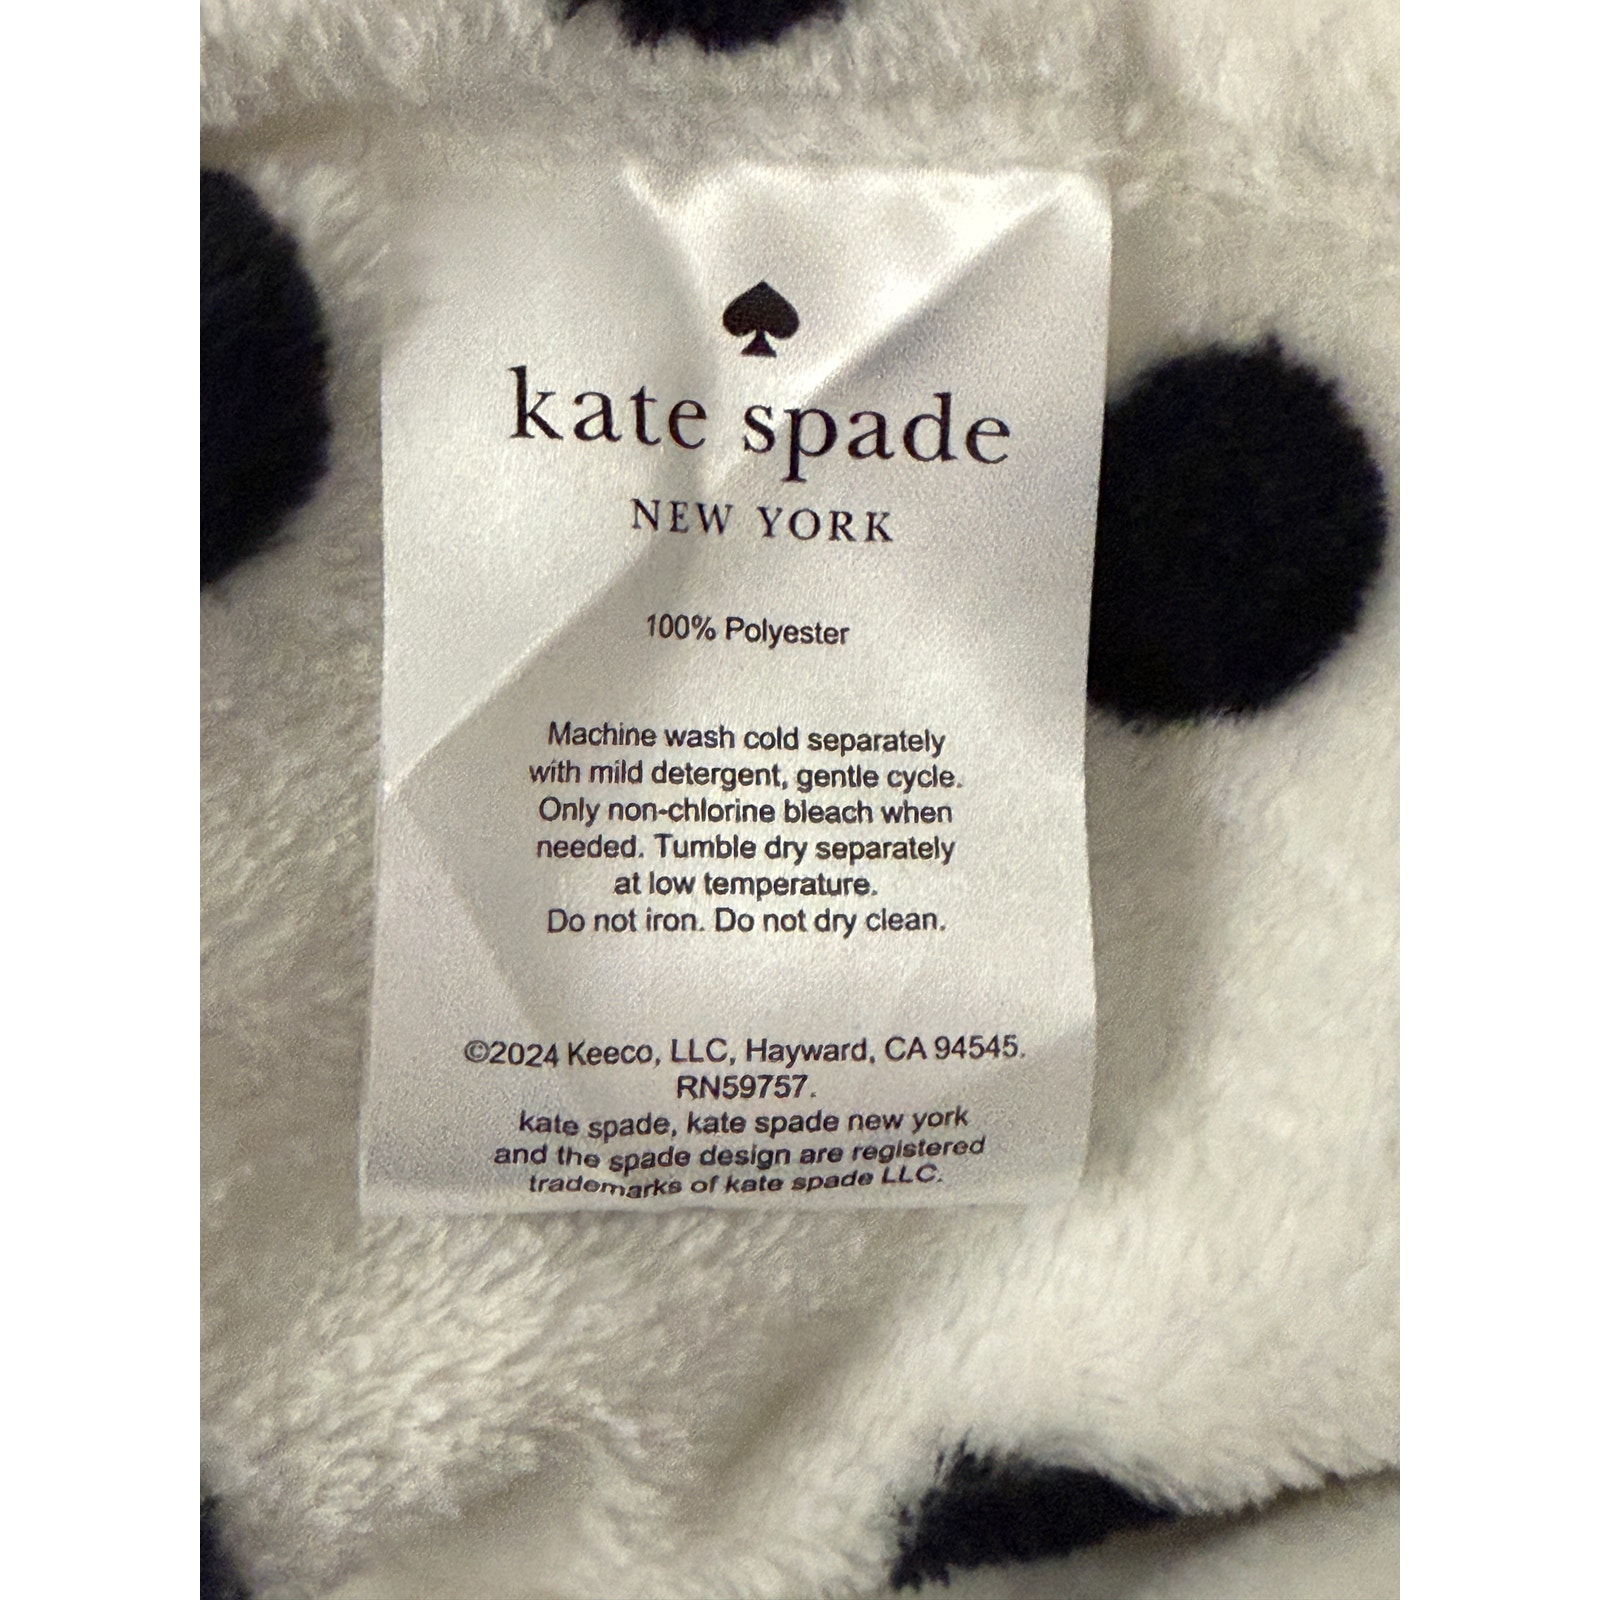 kate spade
NEW YORK
100% Polyester
Machine wash cold separately
with mild detergent, gentle cycle.
Only non-chlorine bleach when
needed. Tumble dry separately
at low temperature.
Do not iron. Do not dry clean.
©2024 Keeco, LLC, Hayward, CA 94545.
RN59757.
kate spade, kate spade new york
and the spade design are registered
trademarks of kate spade LLC.